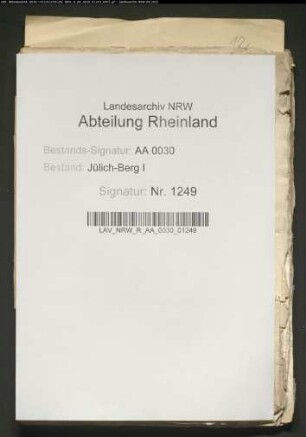 Landesarchiv NRW
Abteilung Rheinland
Bestands-Signatur: AA 0030
Bestand: Jülich-Berg I
Signatur: Nr. 1249
LAV_NRW_R_AA_0030_01249